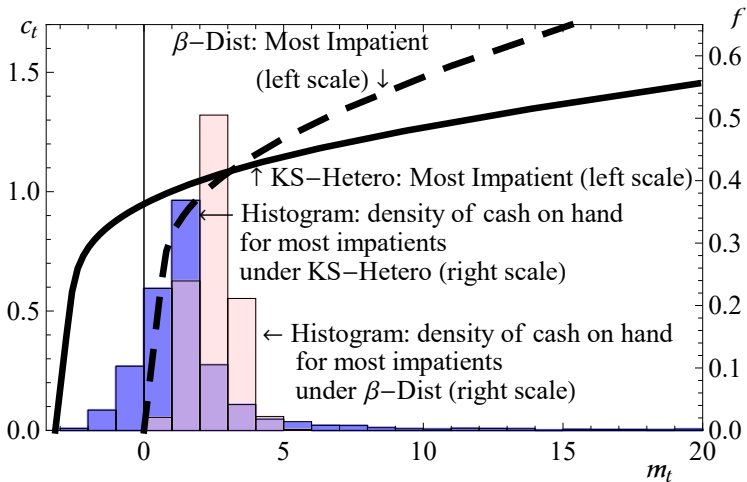 c_t
f
β−Dist: Most Impatient
(left scale) ↓
1.5
1.0
0.5
0.0
0.6
0.5
0.4
0.3
0.2
0.1
0.0
↑ KS−Hetero: Most Impatient (left scale)
← Histogram: density of cash on hand
for most impatients
under KS−Hetero (right scale)
← Histogram: density of cash on hand
for most impatients
under β−Dist (right scale)
0
5
10
15
20
m_t